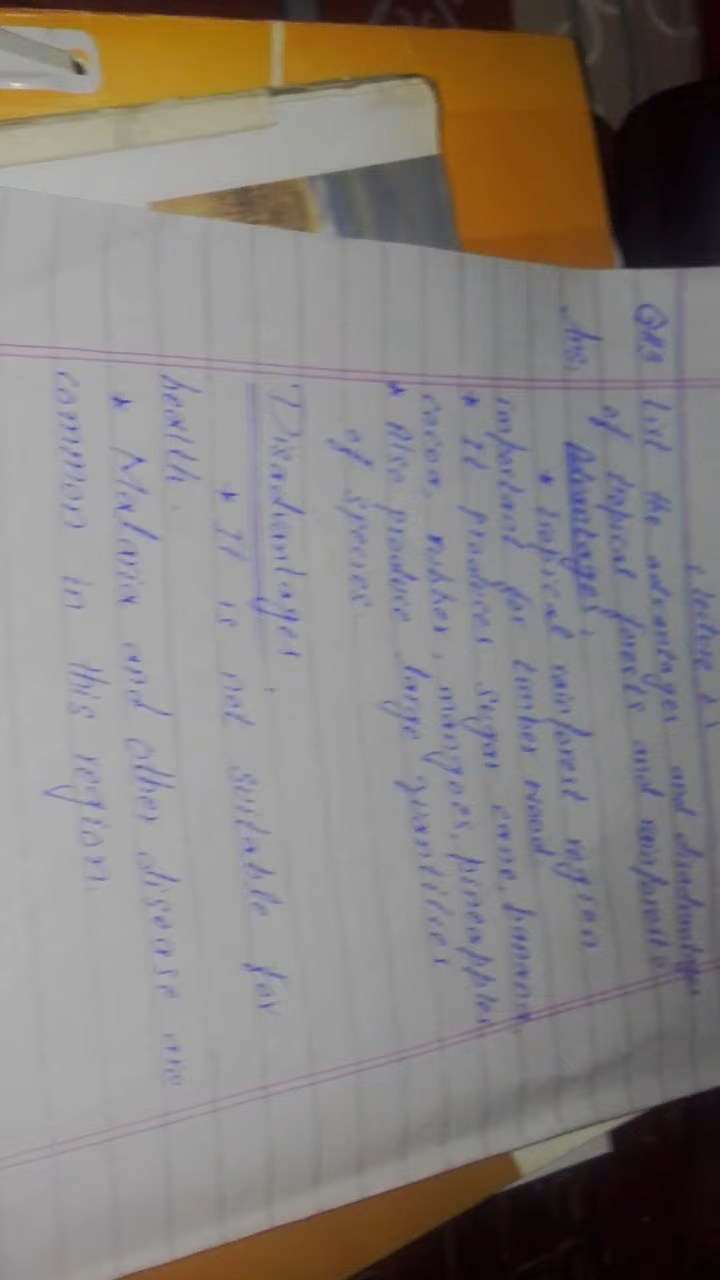 Lecture 23
Q#3 List the advantages and disadvantages
of tropical forests and rainforests
Ans. Advantages:
* tropical rainforest region
important for timber wood
* It produces sugar cane, banana,
cocoa, rubber, mangoes, pineapples
* Also produce large quantities
of species.
Disadvantages:
* It is not suitable for
health.
* Malaria and other disease are
common in this region.